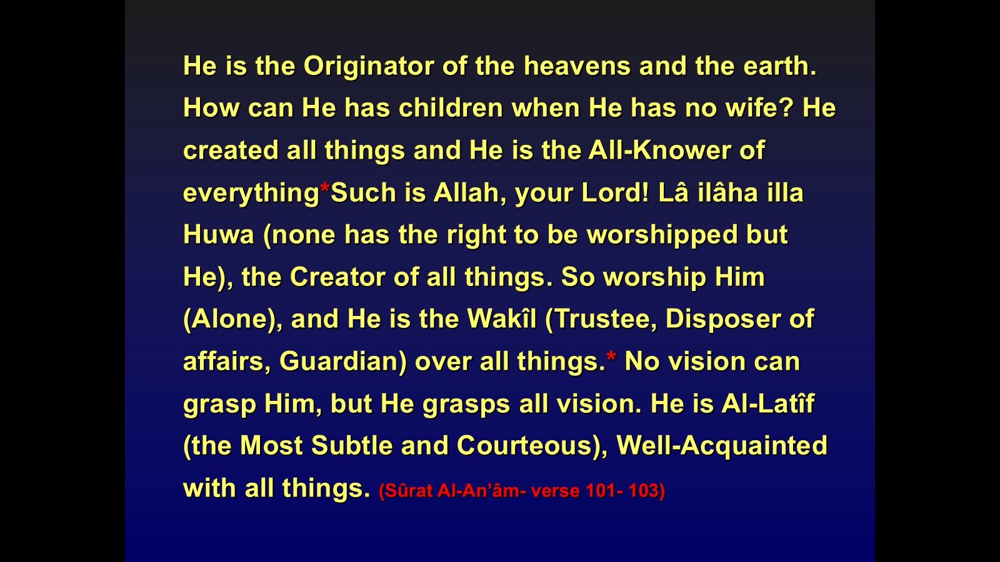 He is the Originator of the heavens and the earth.
How can He has children when He has no wife? He
created all things and He is the All-Knower of
everything*Such is Allah, your Lord! Lâ ilâha illa
Huwa (none has the right to be worshipped but
He), the Creator of all things. So worship Him
(Alone), and He is the Wakîl (Trustee, Disposer of
affairs, Guardian) over all things.* No vision can
grasp Him, but He grasps all vision. He is Al-Latîf
(the Most Subtle and Courteous), Well-Acquainted
with all things. (Sûrat Al-An’âm- verse 101- 103)